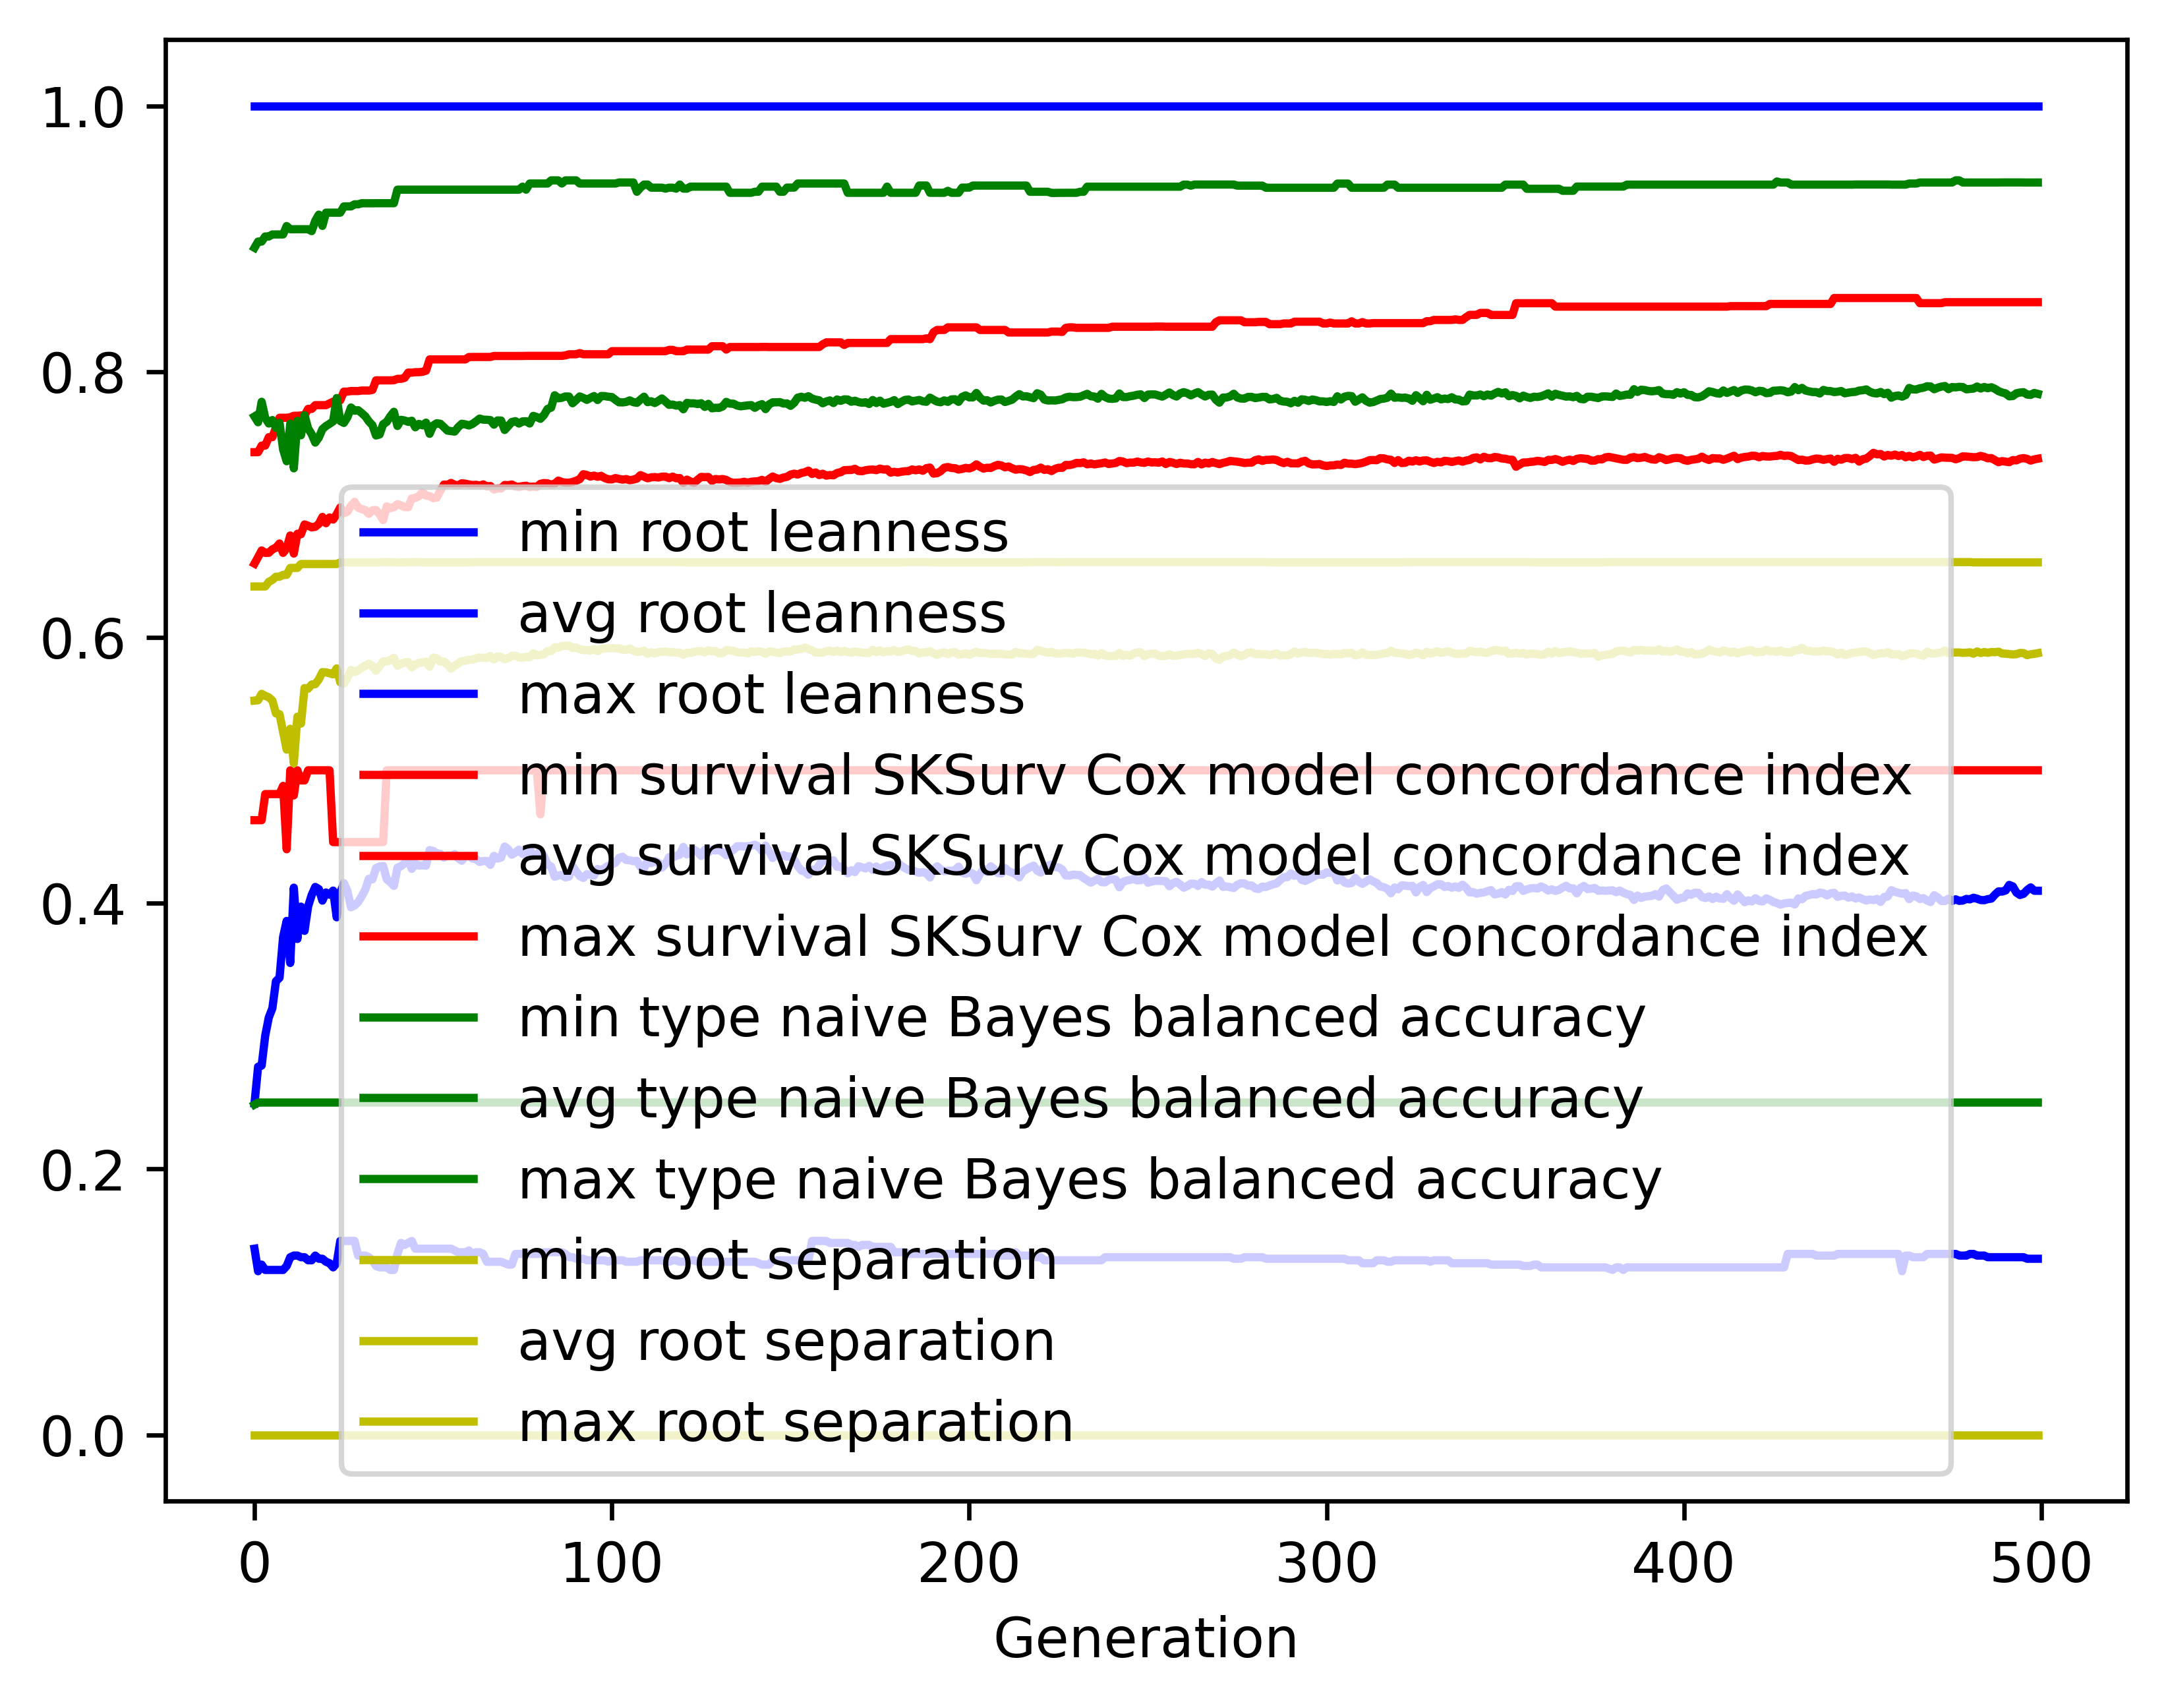 1.0
0.8
0.6
0.4
0.2
0.0
min root leanness
avg root leanness
max root leanness
min survival SKSurv Cox model concordance index
avg survival SKSurv Cox model concordance index
max survival SKSurv Cox model concordance index
min type naive Bayes balanced accuracy
avg type naive Bayes balanced accuracy
max type naive Bayes balanced accuracy
min root separation
avg root separation
max root separation
0 100 200 300 400 500
Generation